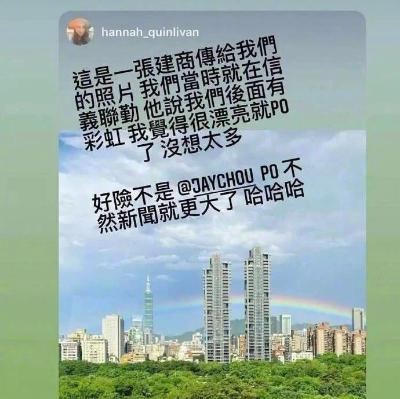 hannah_quinlivan
這是一張建商傳給我們
的照片 我們當時就在信
義聯勤 他說我們後面有
彩虹 我覺得很漂亮就PO
了 沒想太多
好險不是 @JAYCHOU PO 不
然新聞就更大了 哈哈哈